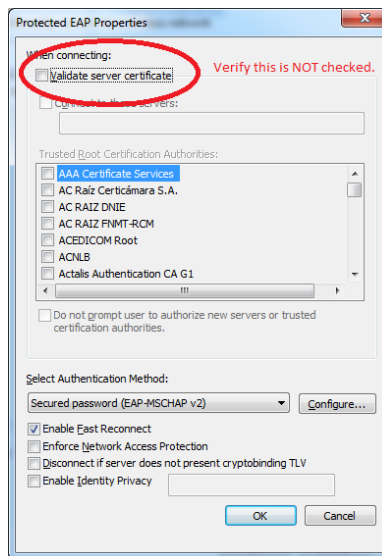 Protected EAP Properties
When connecting:
Validate server certificate
Verify this is NOT checked.
Connect to these servers:
Trusted Root Certification Authorities:
AAA Certificate Services
AC Raíz Certicámara S.A.
AC RAIZ DNIE
AC RAIZ FNMT-RCM
ACEDICOM Root
ACNLB
Actalis Authentication CA G1
Do not prompt user to authorize new servers or trusted
certification authorities.
Select Authentication Method:
Secured password (EAP-MSCHAP v2)
Configure...
Enable Fast Reconnect
Enforce Network Access Protection
Disconnect if server does not present cryptobinding TLV
Enable Identity Privacy
OK
Cancel